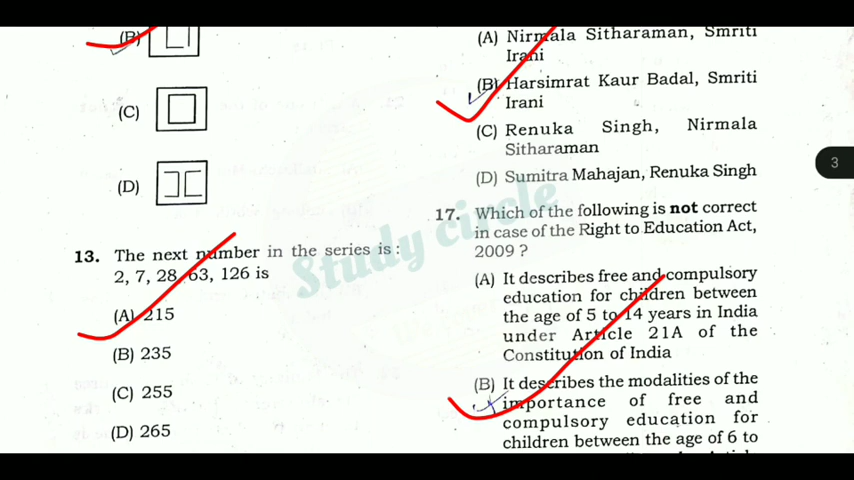 (B)
(C)
(D)
13. The next number in the series is :
2, 7, 28, 63, 126 is
(A) 215
(B) 235
(C) 255
(D) 265
(A) Nirmala Sitharaman, Smriti
Irani
(B) Harsimrat Kaur Badal, Smriti
Irani
(C) Renuka Singh, Nirmala
Sitharaman
(D) Sumitra Mahajan, Renuka Singh
17. Which of the following is not correct
in case of the Right to Education Act,
2009 ?
(A) It describes free and compulsory
education for children between
the age of 5 to 14 years in India
under Article 21A of the
Constitution of India
(B) It describes the modalities of the
importance of free and
compulsory education for
children between the age of 6 to
Study circle
3